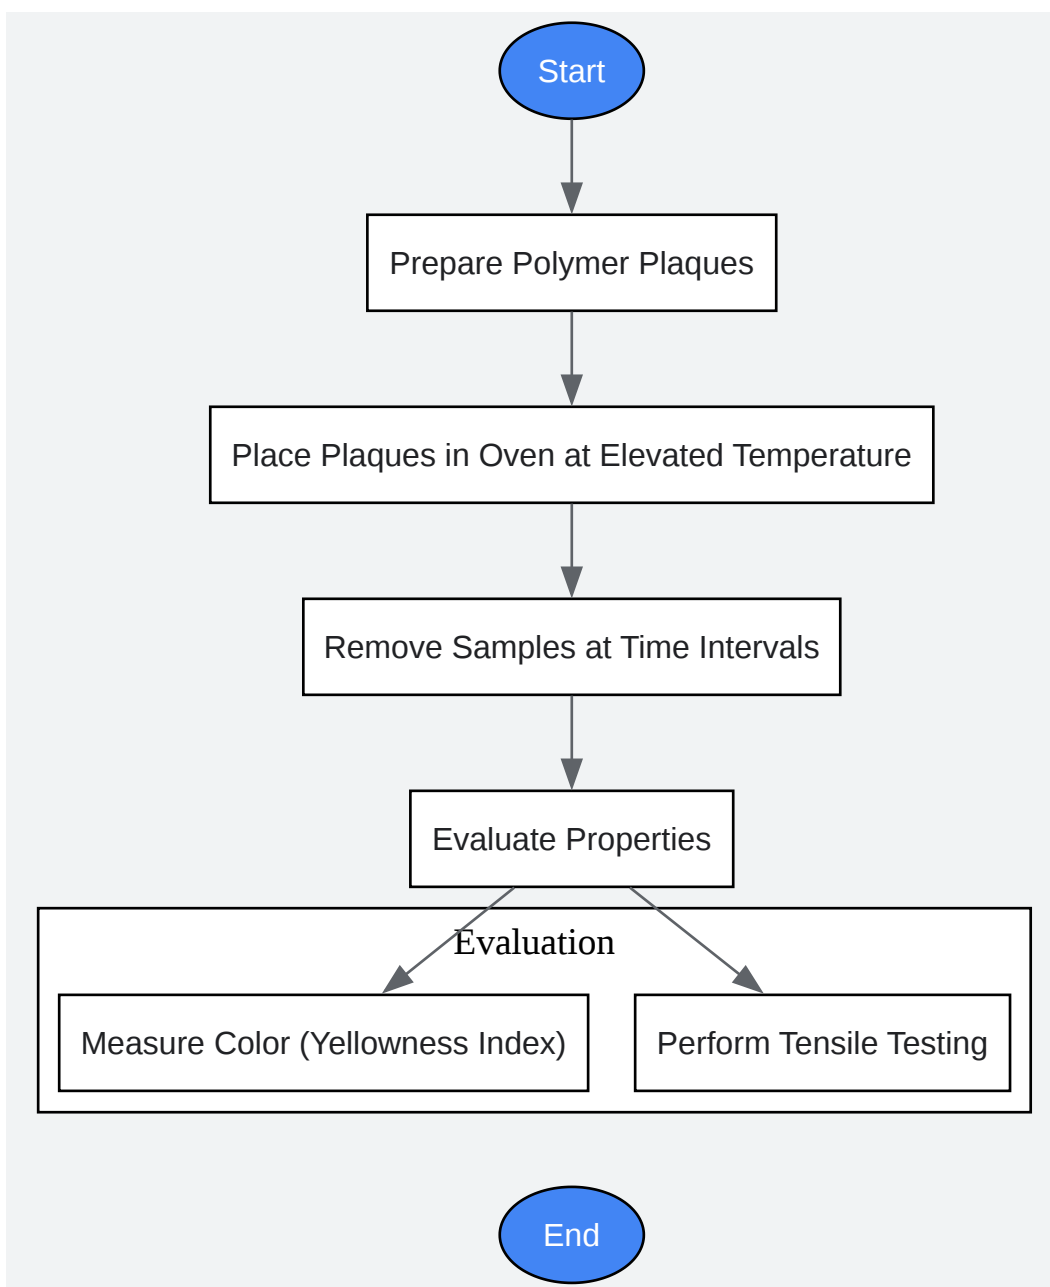 Start
Prepare Polymer Plaques
Place Plaques in Oven at Elevated Temperature
Remove Samples at Time Intervals
Evaluate Properties
Evaluation
Measure Color (Yellowness Index)
Perform Tensile Testing
End